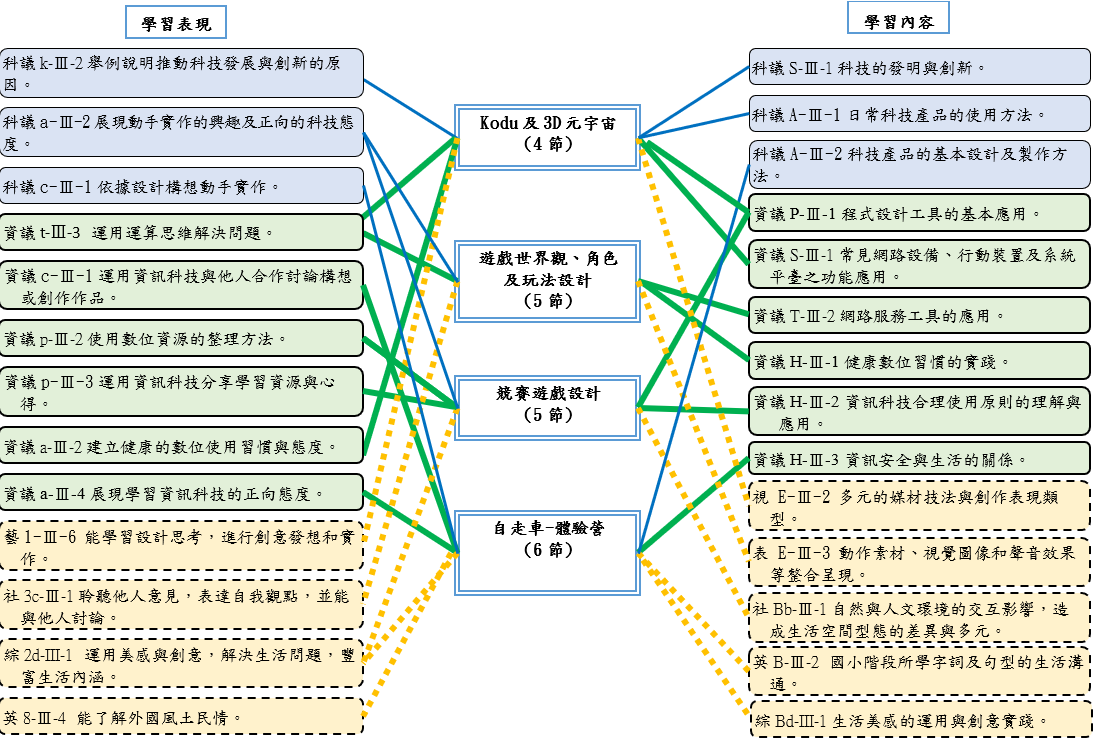 學習表現
科議 k-Ⅲ-2 舉例說明推動科技發展與創新的原
因。
科議 a-Ⅲ-2 展現動手實作的興趣及正向的科技態
度。
科議 c-Ⅲ-1 依據設計構想動手實作。
資議 t-Ⅲ-3 運用運算思維解決問題。
資議 c-Ⅲ-1 運用資訊科技與他人合作討論構想
或創作作品。
資議 p-Ⅲ-2 使用數位資源的整理方法。
資議 p-Ⅲ-3 運用資訊科技分享學習資源與心
得。
資議 a-Ⅲ-2 建立健康的數位使用習慣與態度。
資議 a-Ⅲ-4 展現學習資訊科技的正向態度。
藝 1-Ⅲ-6 能學習設計思考，進行創意發想和實
作。
社 3c-Ⅲ-1 聆聽他人意見，表達自我觀點，並能
與他人討論。
綜 2d-Ⅲ-1 運用美感與創意，解決生活問題，豐
富生活內涵。
英 8-Ⅲ-4 能了解外國風土民情。
Kodu 及 3D 元宇宙
（4 節）
遊戲世界觀、角色
及玩法設計
（5 節）
競賽遊戲設計
（5 節）
自走車-體驗營
（6 節）
學習內容
科議 S-Ⅲ-1 科技的發明與創新。
科議 A-Ⅲ-1 日常科技產品的使用方法。
科議 A-Ⅲ-2 科技產品的基本設計及製作方
法。
資議 P-Ⅲ-1 程式設計工具的基本應用。
資議 S-Ⅲ-1 常見網路設備、行動裝置及系統
平臺之功能應用。
資議 T-Ⅲ-2 網路服務工具的應用。
資議 H-Ⅲ-1 健康數位習慣的實踐。
資議 H-Ⅲ-2 資訊科技合理使用原則的理解與
應用。
資議 H-Ⅲ-3 資訊安全與生活的關係。
視 E-Ⅲ-2 多元的媒材技法與創作表現類
型。
表 E-Ⅲ-3 動作素材、視覺圖像和聲音效果
等整合呈現。
社 Bb-Ⅲ-1 自然與人文環境的交互影響，造
成生活空間型態的差異與多元。
英 B-Ⅲ-2 國小階段所學字詞及句型的生活溝
通。
綜 Bd-Ⅲ-1 生活美感的運用與創意實踐。